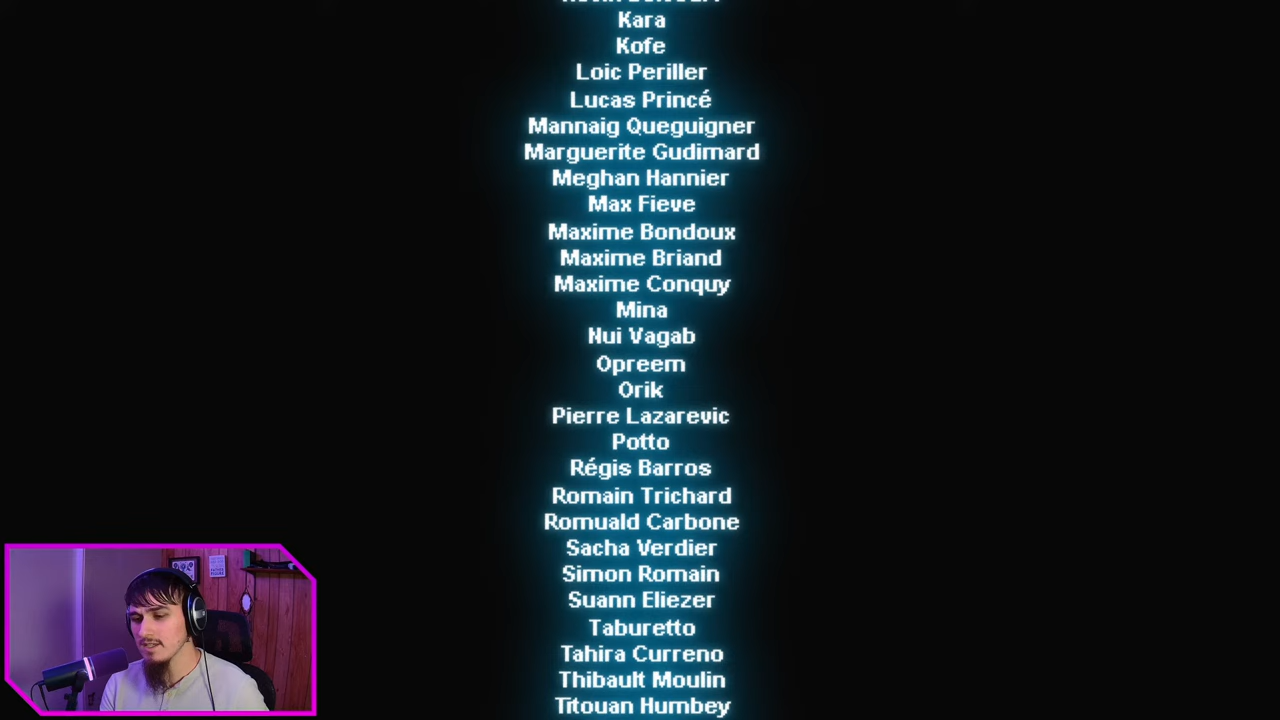 Kara
Kofe
Loic Periller
Lucas Princé
Mannaig Queguigner
Marguerite Gudimard
Meghan Hannier
Max Fieve
Maxime Bondoux
Maxime Briand
Maxime Conquy
Mina
Nui Vagab
Opreem
Orik
Pierre Lazarevic
Potto
Régis Barros
Romain Trichard
Romuald Carbone
Sacha Verdier
Simon Romain
Suann Eliezer
Taburetto
Tahira Curreno
Thibault Moulin
Titouan Humbey